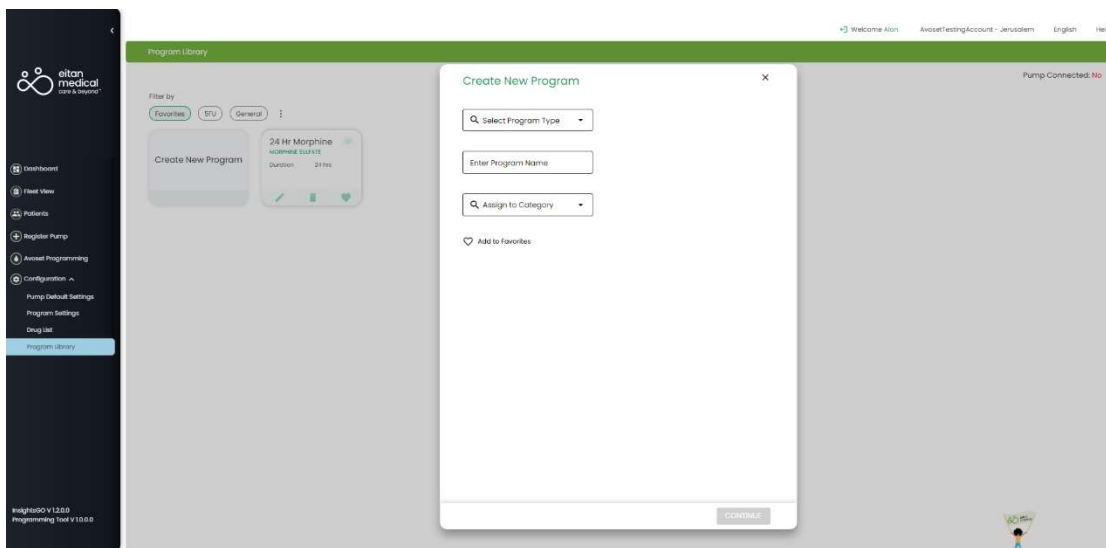 Welcome Alon
AvosetTestingAccount - Jerusalem
English
Hel
Program Library
eitan
medical
care & beyond™
Pump Connected: No
Filter by
Favorites
5FU
General
Create New Program
24 Hr Morphine
MORPHINE SULFATE
Duration 24 hrs
Create New Program
Select Program Type
Enter Program Name
Assign to Category
Add to Favorites
CONTINUE
Dashboard
Fleet View
Patients
Register Pump
Avoset Programming
Configuration
Pump Default Settings
Program Settings
Drug List
Program Library
InsightsGO V 1.2.0.0
Programming Tool V 1.0.0.0